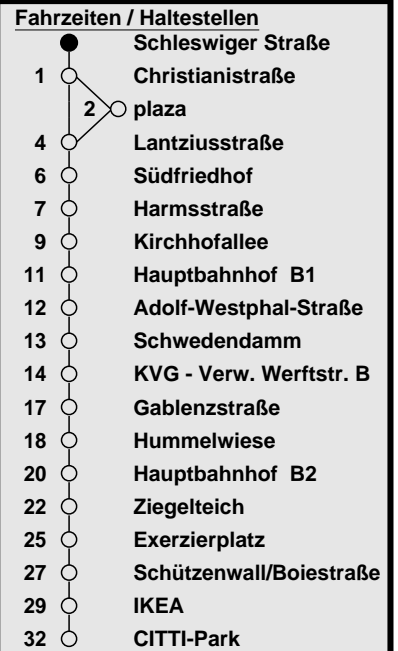 Fahrzeiten / Haltestellen
Schleswiger Straße
1 Christianistraße
2 plaza
4 Lantziusstraße
6 Südfriedhof
7 Harmsstraße
9 Kirchhofallee
11 Hauptbahnhof B1
12 Adolf-Westphal-Straße
13 Schwedendamm
14 KVG - Verw. Werftstr. B
17 Gablenzstraße
18 Hummelwiese
20 Hauptbahnhof B2
22 Ziegelteich
25 Exerzierplatz
27 Schützenwall/Boiestraße
29 IKEA
32 CITTI-Park